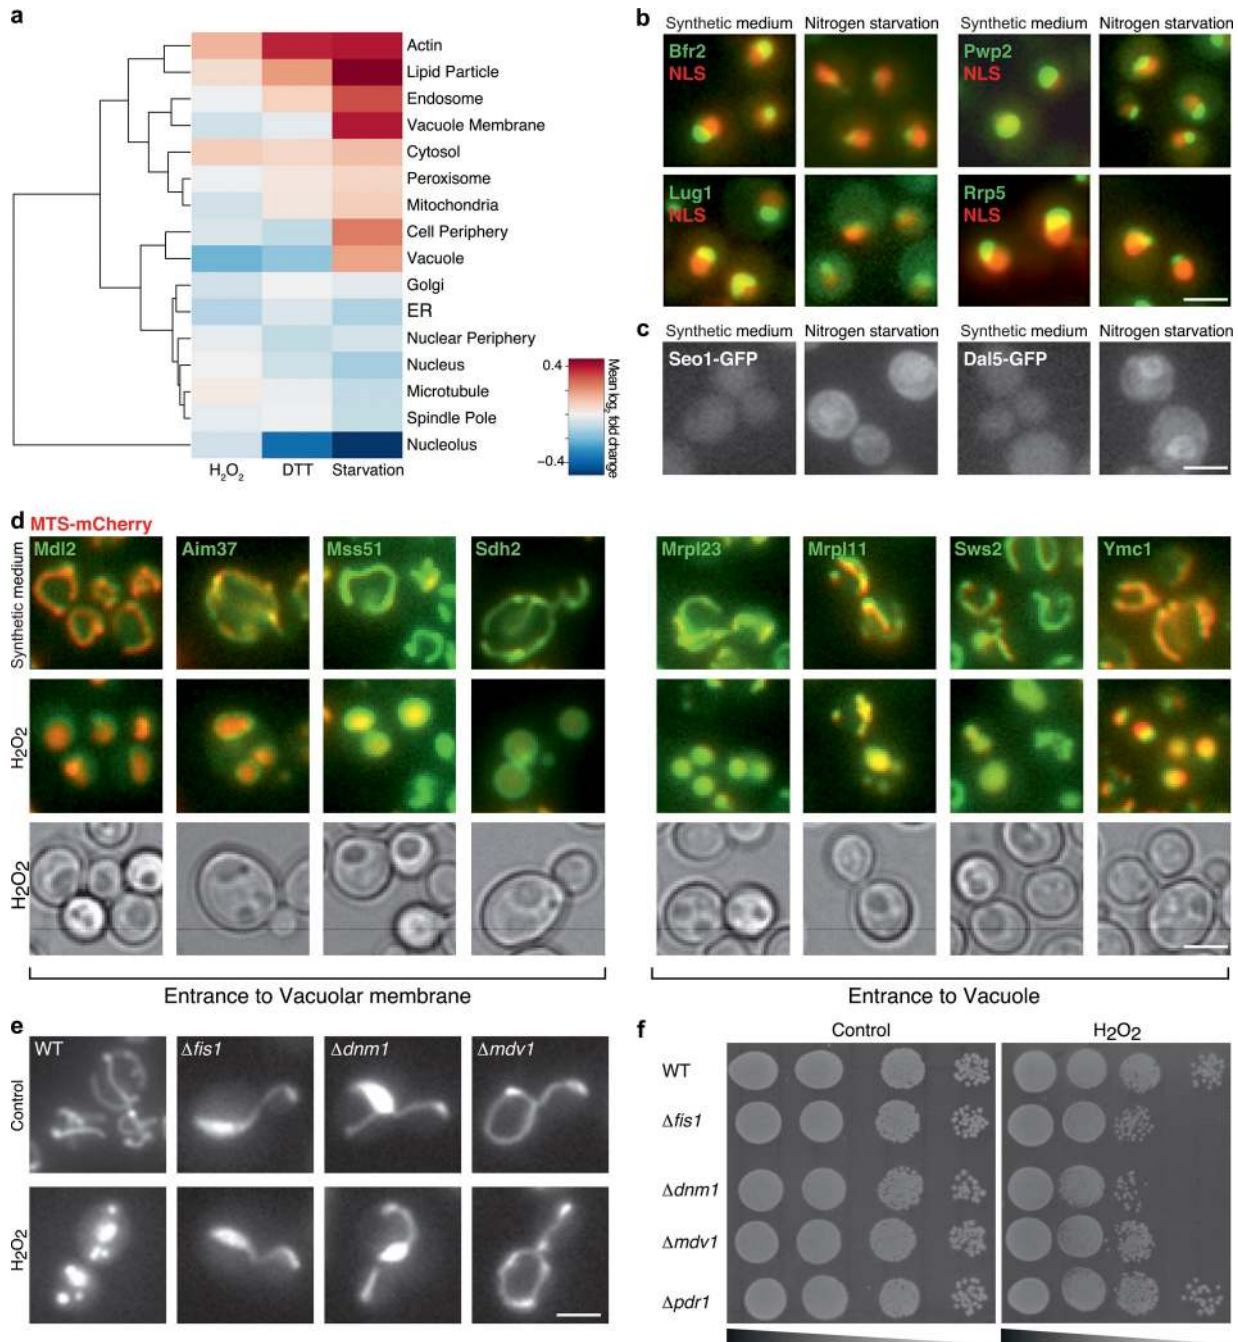 a
Actin
Lipid Particle
Endosome
Vacuole Membrane
Cytosol
Peroxisome
Mitochondria
Cell Periphery
Vacuole
Golgi
ER
Nuclear Periphery
Nucleus
Microtubule
Spindle Pole
Nucleolus
H₂O₂ DTT Starvation
0.4
−0.4
Mean log₂ fold change
b
Synthetic medium Nitrogen starvation Synthetic medium Nitrogen starvation
Bfr2
NLS
Pwp2
NLS
Lug1
NLS
Rrp5
NLS
c
Synthetic medium Nitrogen starvation Synthetic medium Nitrogen starvation
Seo1-GFP Dal5-GFP
d
MTS-mCherry
Mdl2 Aim37 Mss51 Sdh2 Mrpl23 Mrpl11 Sws2 Ymc1
Synthetic medium
H₂O₂
H₂O₂
Entrance to Vacuolar membrane Entrance to Vacuole
e
WT Δfis1 Δdnm1 Δmdv1
Control
H₂O₂
f
Control H₂O₂
WT
Δfis1
Δdnm1
Δmdv1
Δpdr1